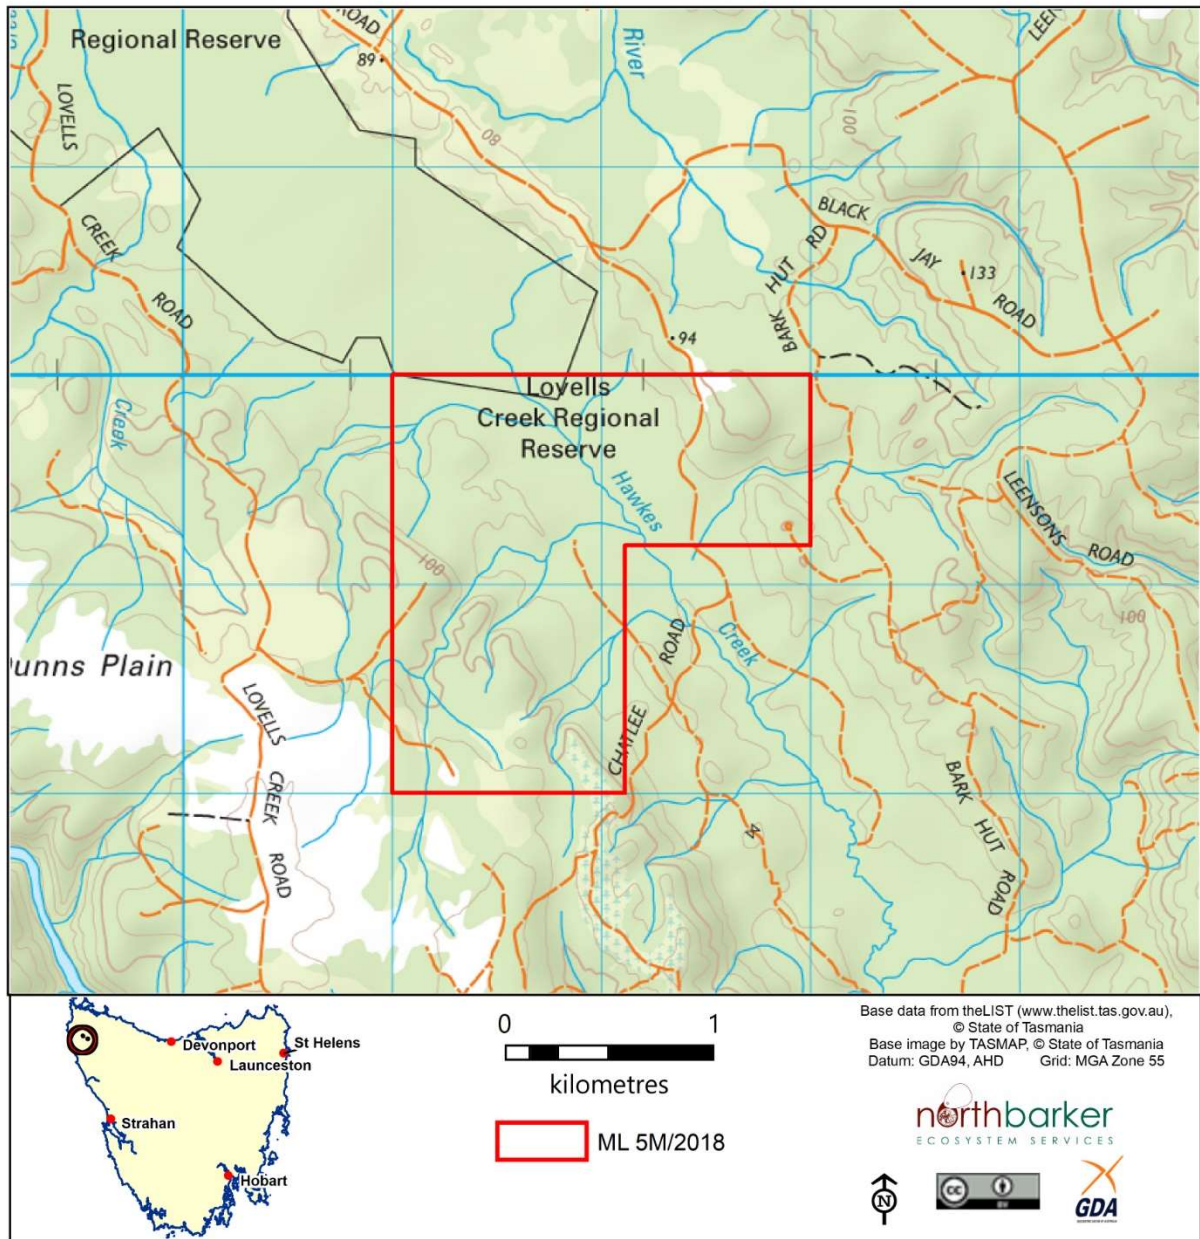 ROAD
Regional Reserve
89
River
LEEN
LOVELLS
80
100
CREEK
ROAD
BLACK
JAY
ROAD
133
BARK HUT RD
94
Lovells
Creek Regional
Reserve
Creek
Hawkes
LEENSONS
ROAD
100
100
unns Plain
ROAD
Creek
LOVELLS
CREEK
ROAD
CHATLEE
BARK
HUT
ROAD
0 1
kilometres
ML 5M/2018
Devonport
St Helens
Launceston
Strahan
Hobart
Base data from theLIST (www.thelist.tas.gov.au),
© State of Tasmania
Base image by TASMAP, © State of Tasmania
Datum: GDA94, AHD Grid: MGA Zone 55
northbarker
ECOSYSTEM SERVICES
N
cc
BY
GDA